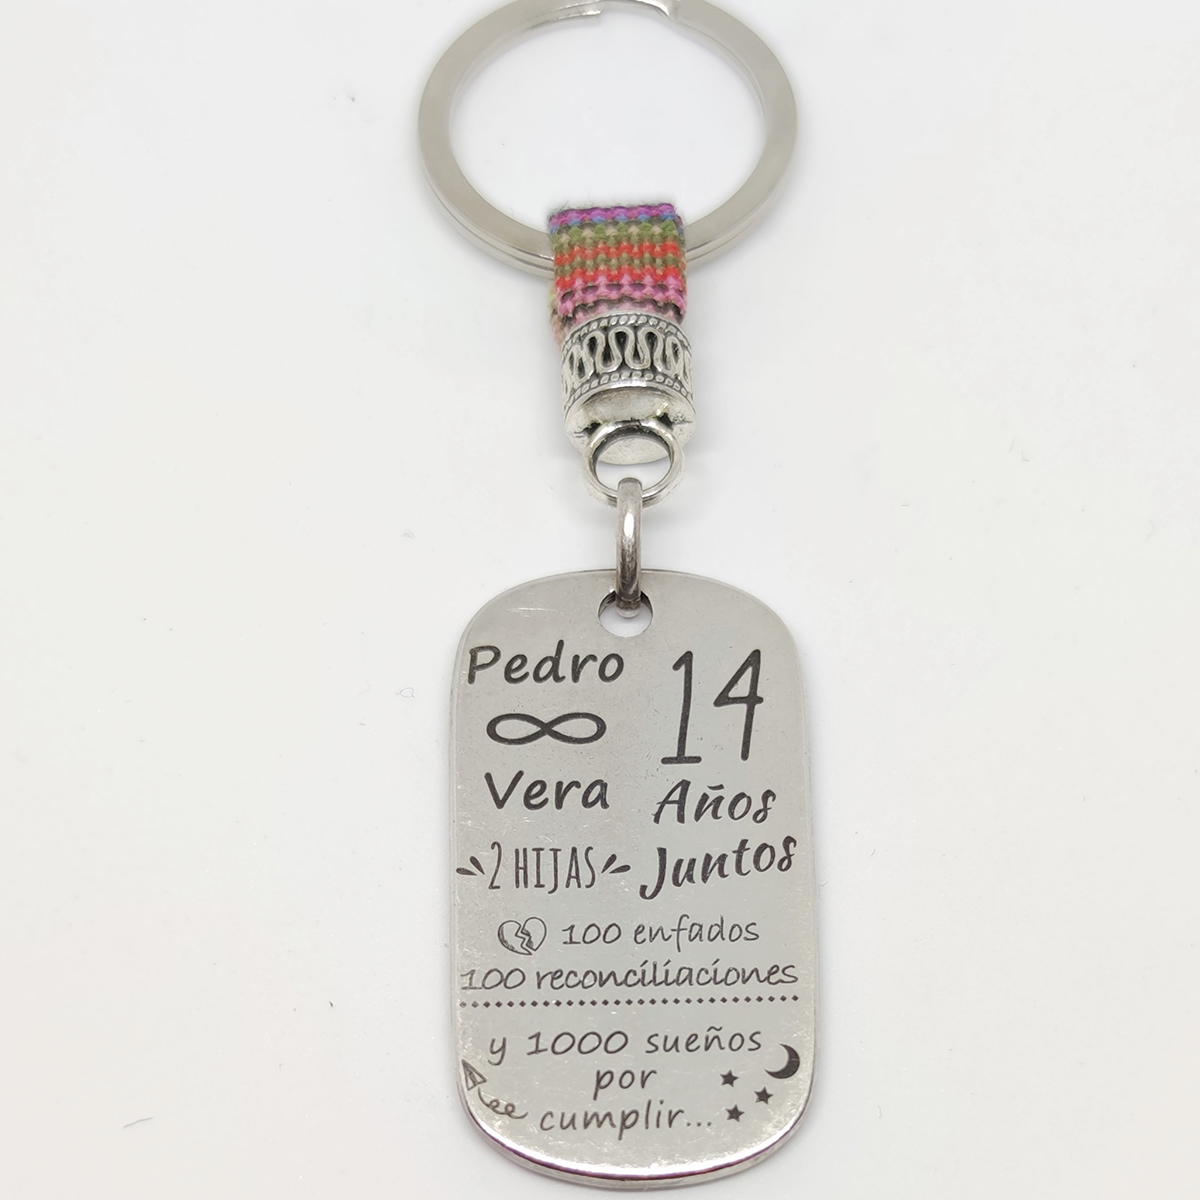 Pedro
∞
Vera
2 HIJAS
14
Años
Juntos
100 enfados
100 reconciliaciones
y 1000 sueños
por
cumplir...